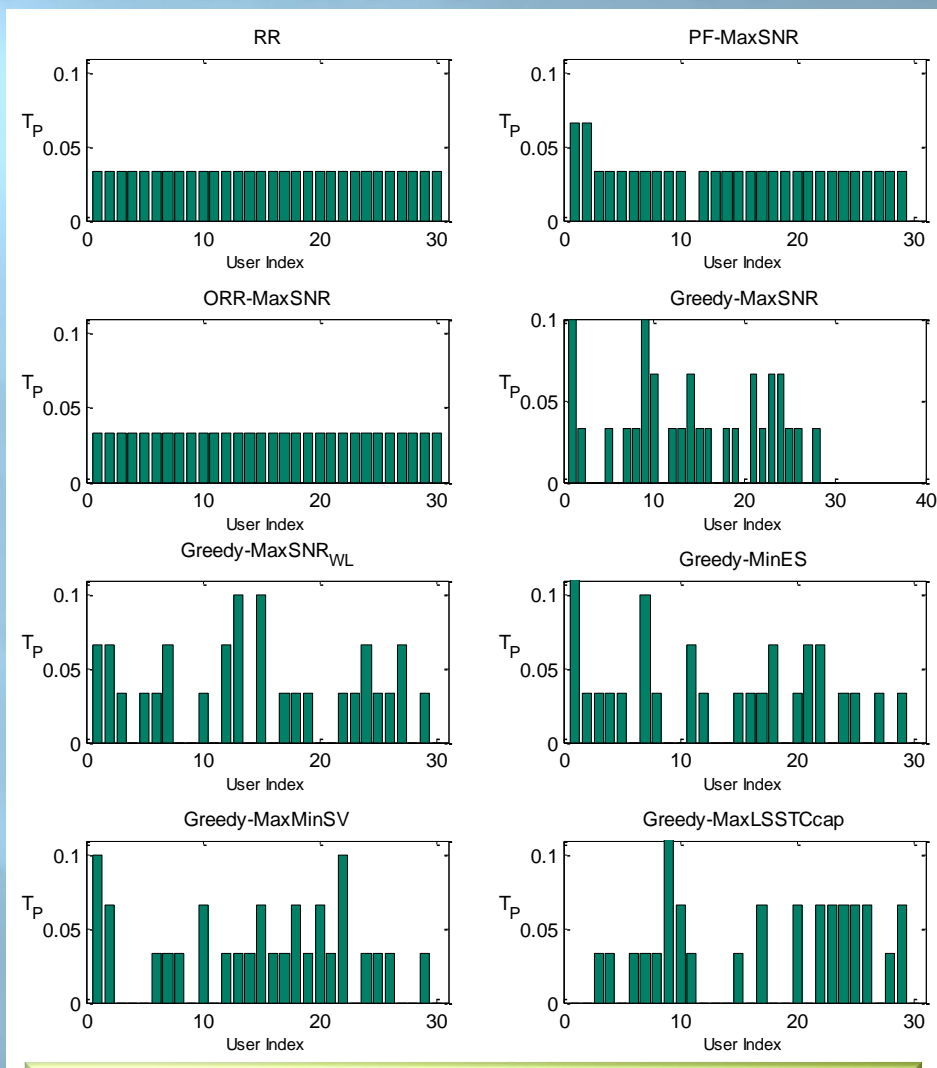 RR
0.1
T_P
0.05
0
0 10 20 30
User Index
PF-MaxSNR
0.1
T_P
0.05
0
0 10 20 30
User Index
ORR-MaxSNR
0.1
T_P
0.05
0
0 10 20 30
User Index
Greedy-MaxSNR
0.1
T_P
0.05
0
0 10 20 30 40
User Index
Greedy-MaxSNR_WL
0.1
T_P
0.05
0
0 10 20 30
User Index
Greedy-MinES
0.1
T_P
0.05
0
0 10 20 30
User Index
Greedy-MaxMinSV
0.1
T_P
0.05
0
0 10 20 30
User Index
Greedy-MaxLSSTCcap
0.1
T_P
0.05
0
0 10 20 30
User Index